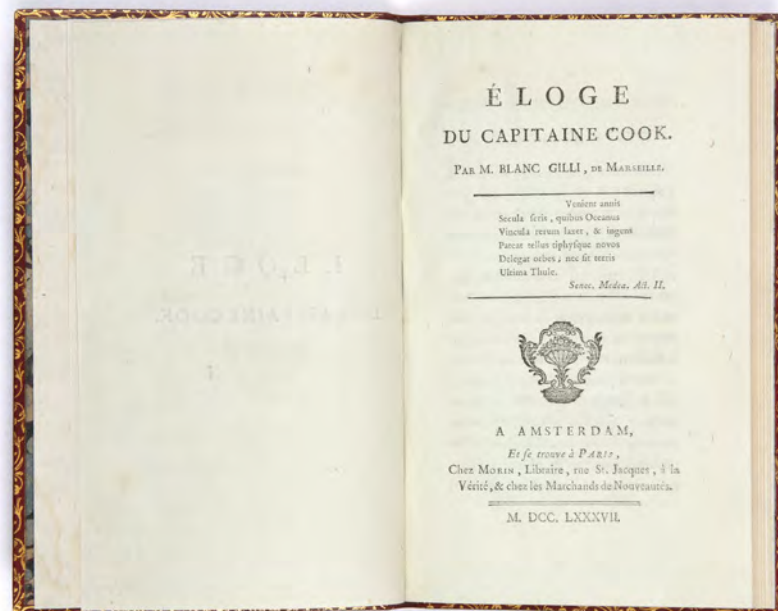 ÉLOGE
DU CAPITAINE COOK.
PAR M. BLANC GILLI, DE MARSEILLE.
Venient annis
Secula seris, quibus Oceanus
Vincula rerum laxet, & ingens
Pateat tellus tiphysque novos
Delegat orbes; nec sit terris
Ultima Thule.
Senec. Medea. Act. II.
A AMSTERDAM,
Et se trouve à PARIS,
Chez MORIN, Libraire, rue St. Jacques, à la
Vérité, & chez les Marchands de Nouveautés.
M. DCC. LXXXVII.